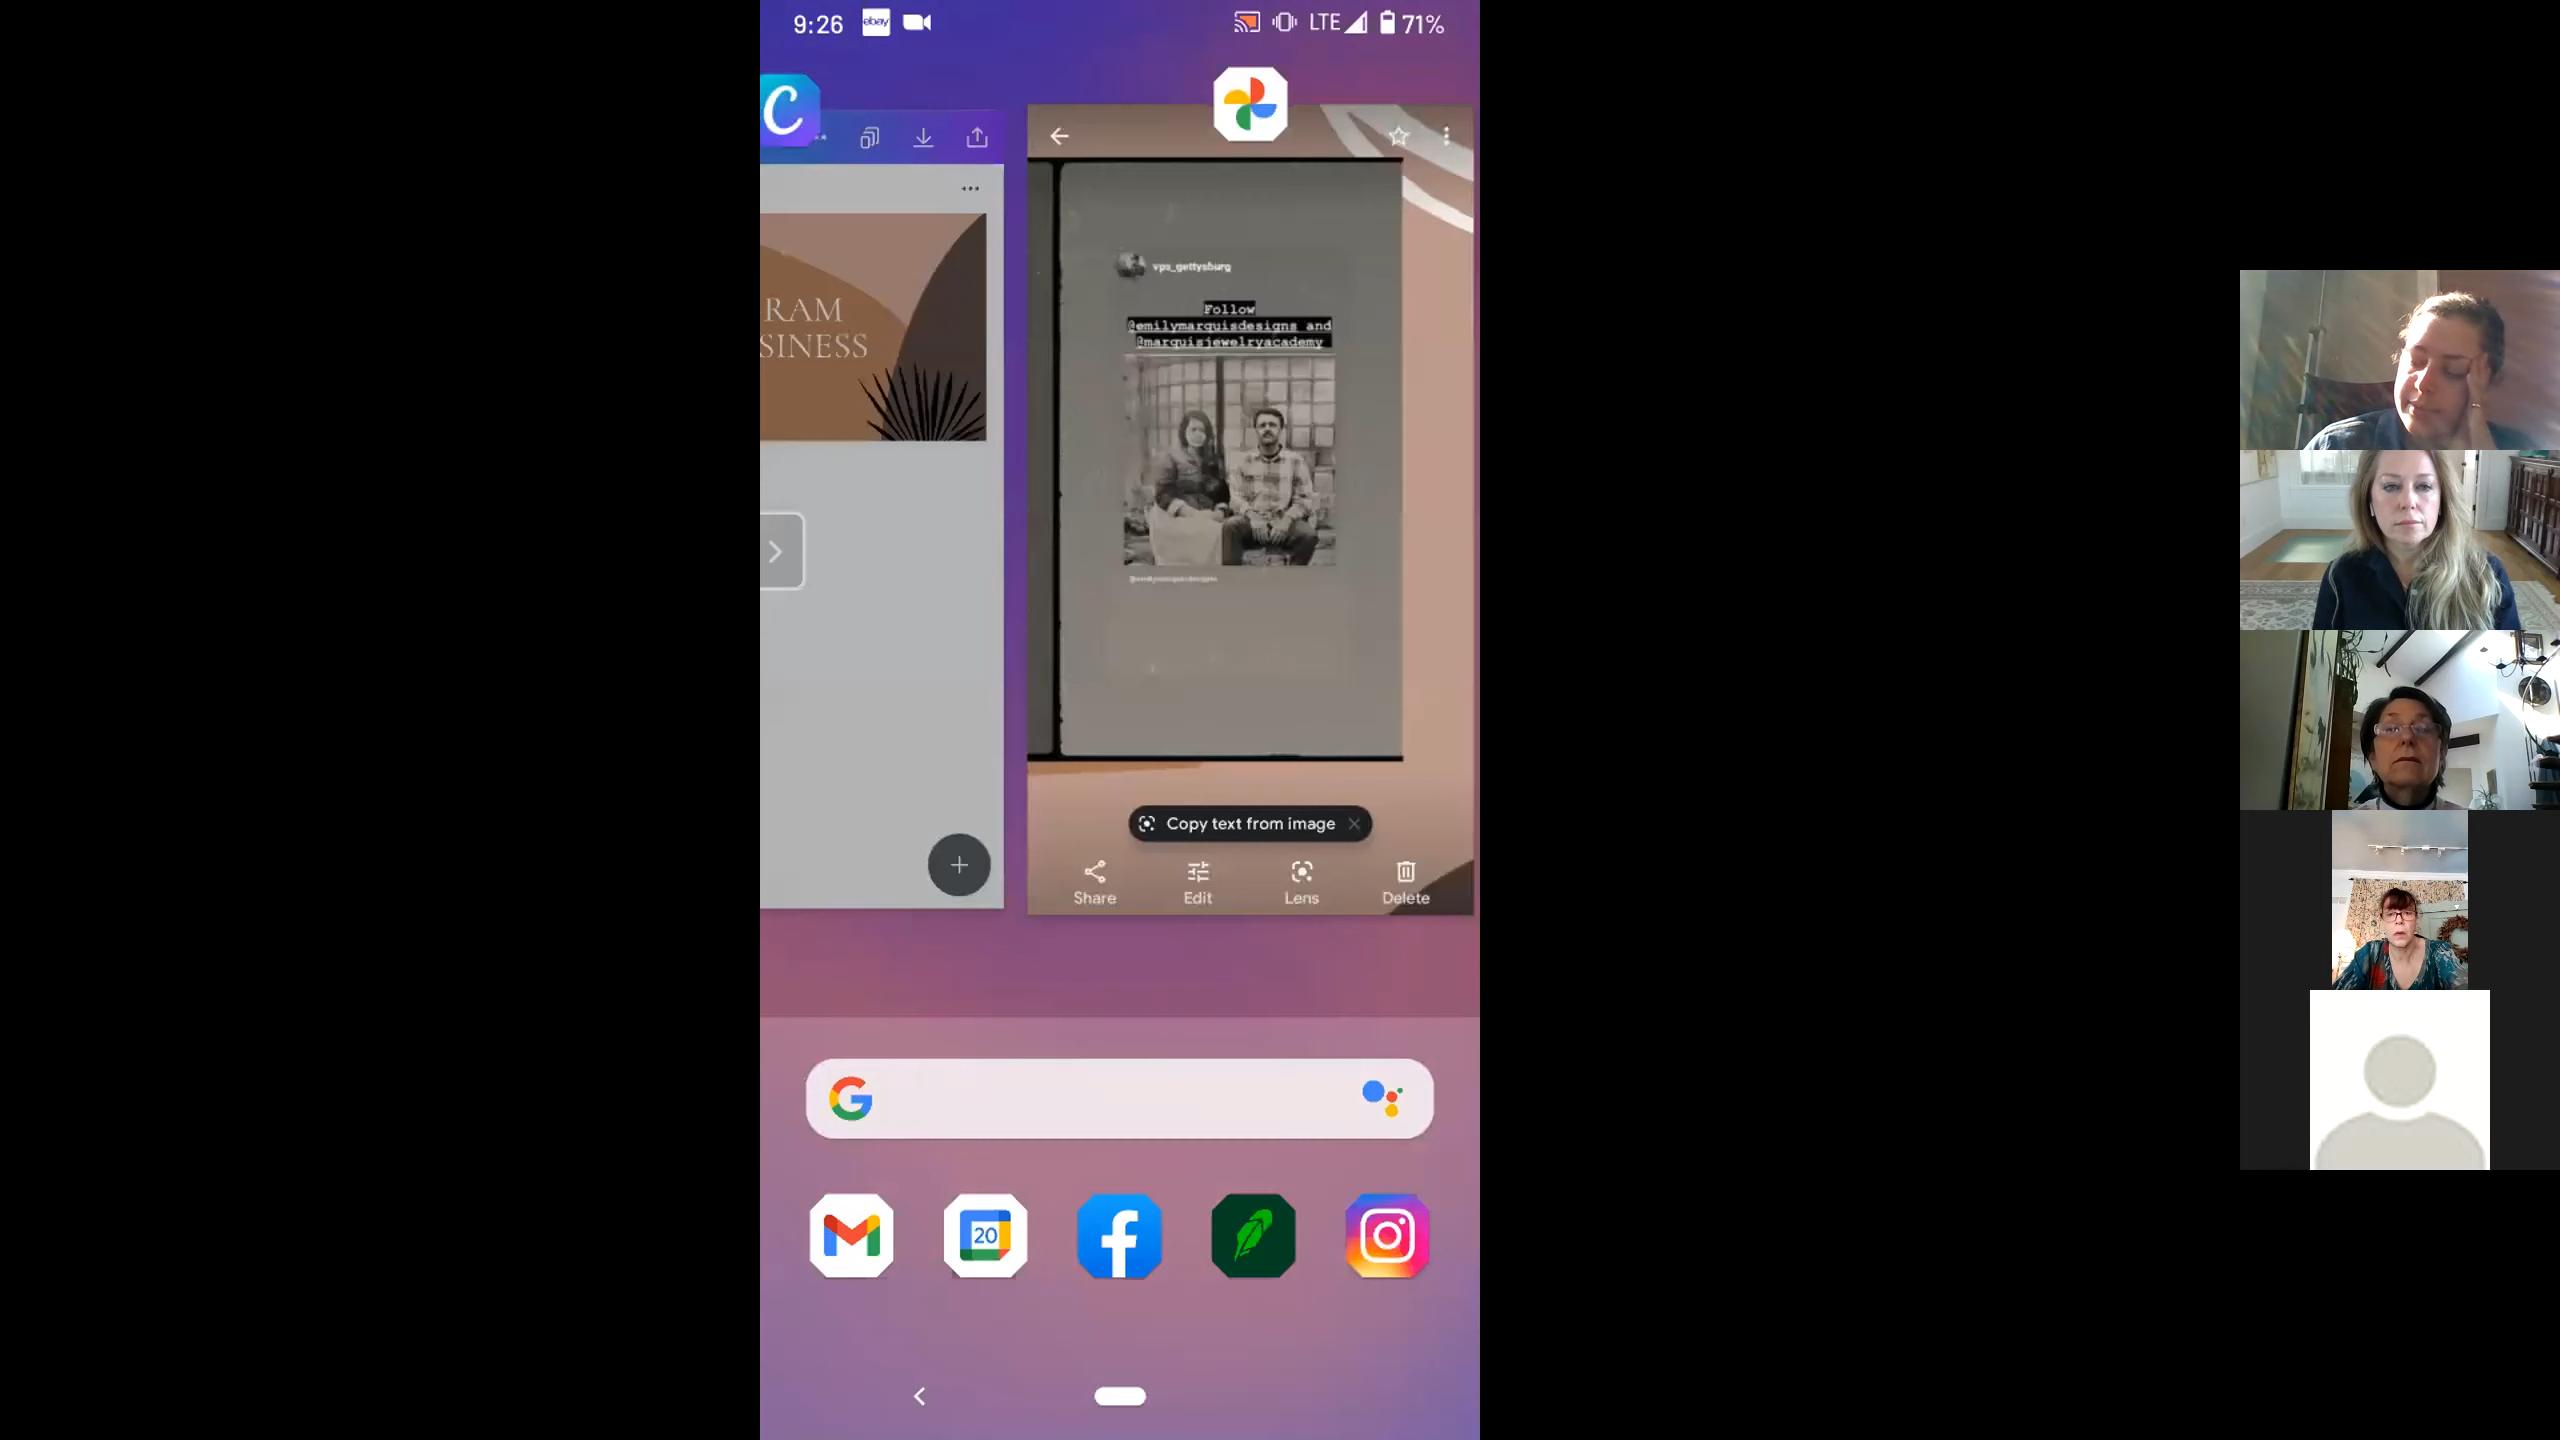 9:26
ebay
LTE
71%
C
RAM
SINESS
vps_gettysburg
Follow
@emilymarquisdesigns and
@marquisjewelryacademy
Copy text from image
Share
Edit
Lens
Delete
G
20